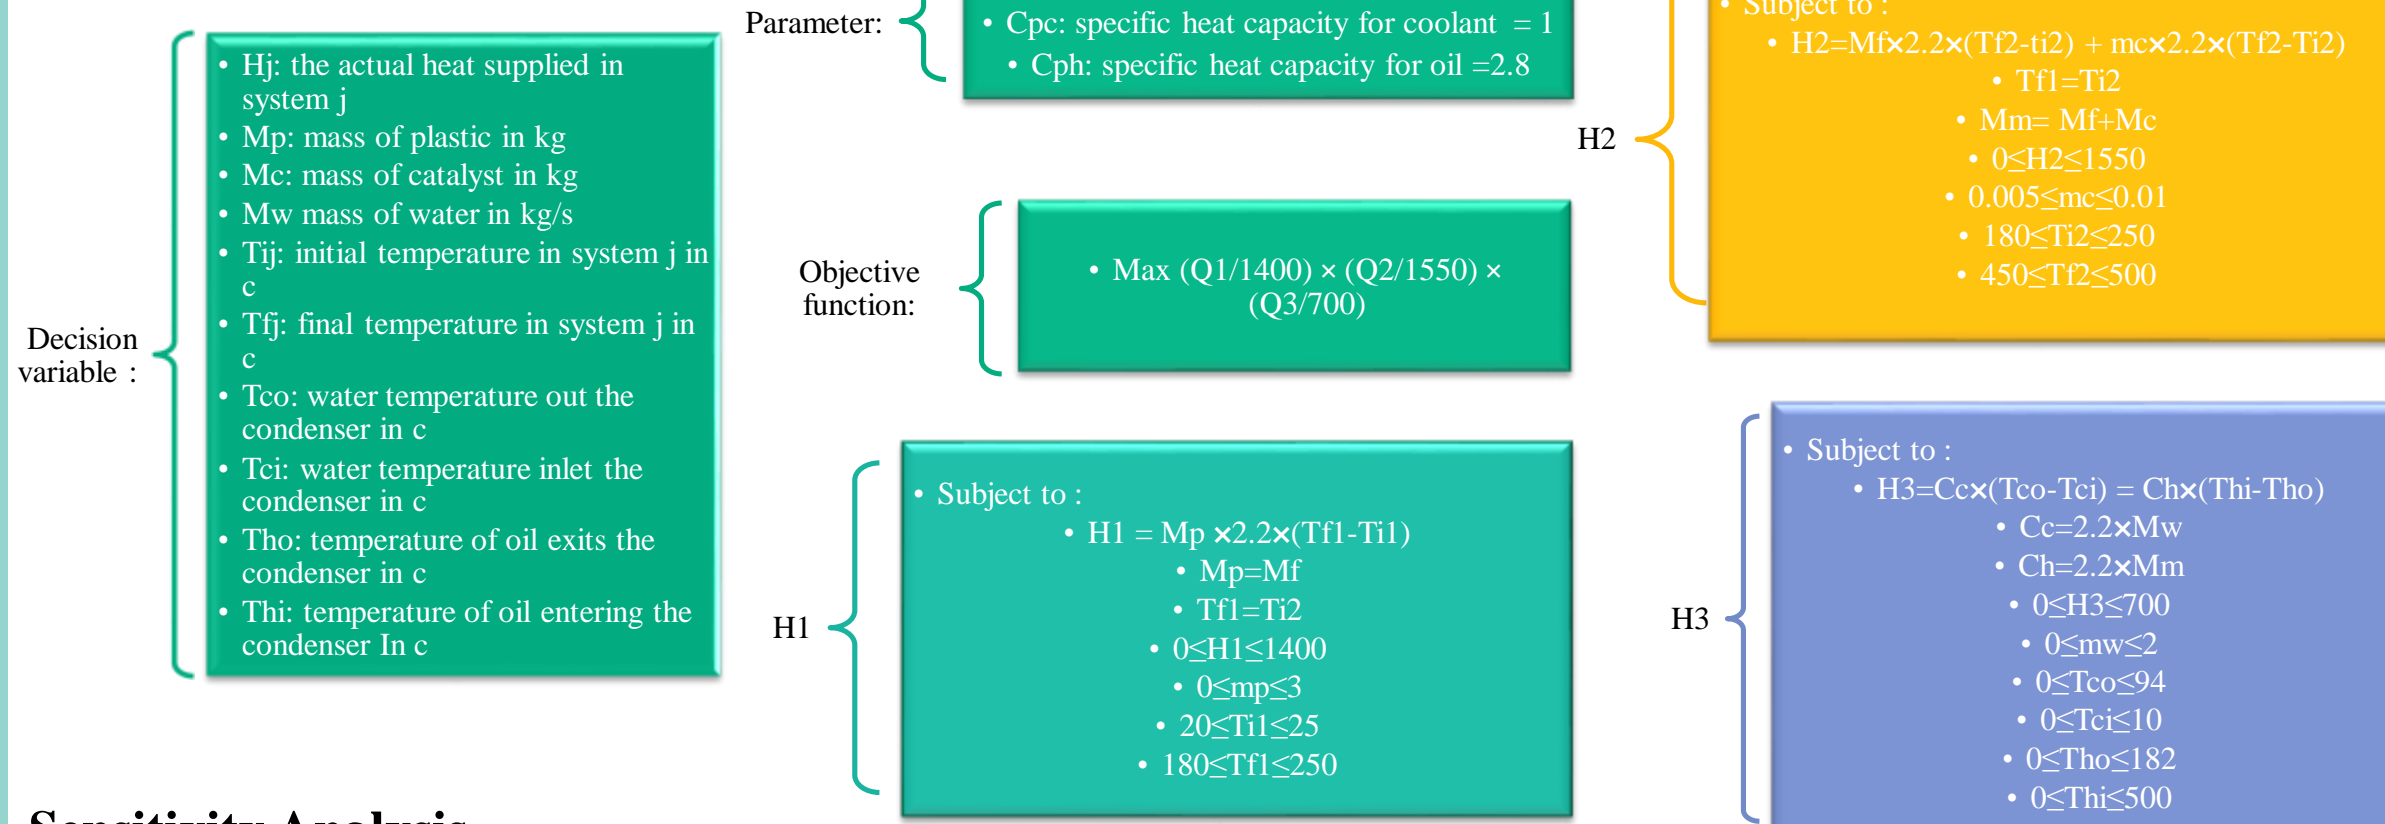 Decision
variable :
• Hj: the actual heat supplied in
system j
• Mp: mass of plastic in kg
• Mc: mass of catalyst in kg
• Mw mass of water in kg/s
• Tij: initial temperature in system j in
c
• Tfj: final temperature in system j in
c
• Tco: water temperature out the
condenser in c
• Tci: water temperature inlet the
condenser in c
• Tho: temperature of oil exits the
condenser in c
• Thi: temperature of oil entering the
condenser In c
Parameter:
• Cpc: specific heat capacity for coolant = 1
• Cph: specific heat capacity for oil =2.8
Objective
function:
• Max (Q1/1400) × (Q2/1550) ×
(Q3/700)
H1
• Subject to :
• H1 = Mp ×2.2×(Tf1-Ti1)
• Mp=Mf
• Tf1=Ti2
• 0≤H1≤1400
• 0≤mp≤3
• 20≤Ti1≤25
• 180≤Tf1≤250
H2
• Subject to :
• H2=Mf×2.2×(Tf2-ti2) + mc×2.2×(Tf2-Ti2)
• Tf1=Ti2
• Mm= Mf+Mc
• 0≤H2≤1550
• 0.005≤mc≤0.01
• 180≤Ti2≤250
• 450≤Tf2≤500
H3
• Subject to :
• H3=Cc×(Tco-Tci) = Ch×(Thi-Tho)
• Cc=2.2×Mw
• Ch=2.2×Mm
• 0≤H3≤700
• 0≤mw≤2
• 0≤Tco≤94
• 0≤Tci≤10
• 0≤Tho≤182
• 0≤Thi≤500
Sensitivity Analysis